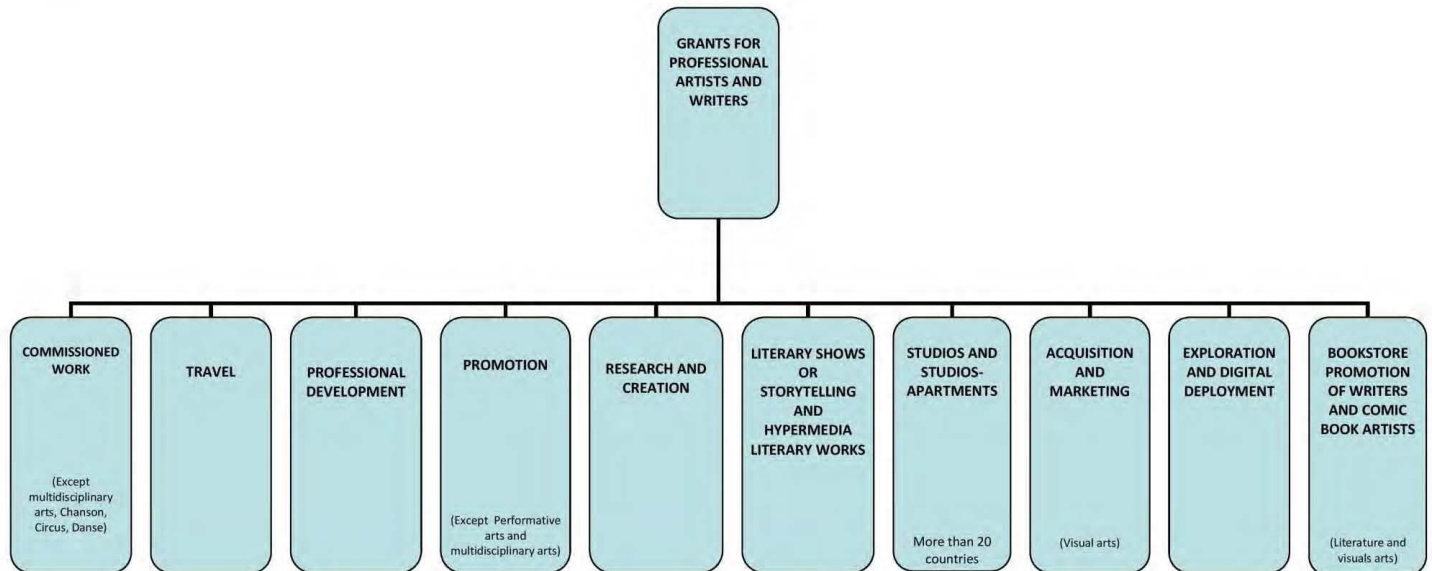 GRANTS FOR
PROFESSIONAL
ARTISTS AND
WRITERS
COMMISSIONED
WORK
(Except
multidisciplinary
arts, Chanson,
Circus, Danse)
TRAVEL
PROFESSIONAL
DEVELOPMENT
PROMOTION
(Except Performative
arts and
multidisciplinary arts)
RESEARCH AND
CREATION
LITERARY SHOWS
OR
STORYTELLING
AND
HYPERMEDIA
LITERARY WORKS
STUDIOS AND
STUDIOS-
APARTMENTS
More than 20
countries
ACQUISITION
AND
MARKETING
(Visual arts)
EXPLORATION
AND DIGITAL
DEPLOYMENT
BOOKSTORE
PROMOTION
OF WRITERS
AND COMIC
BOOK ARTISTS
(Literature and
visuals arts)